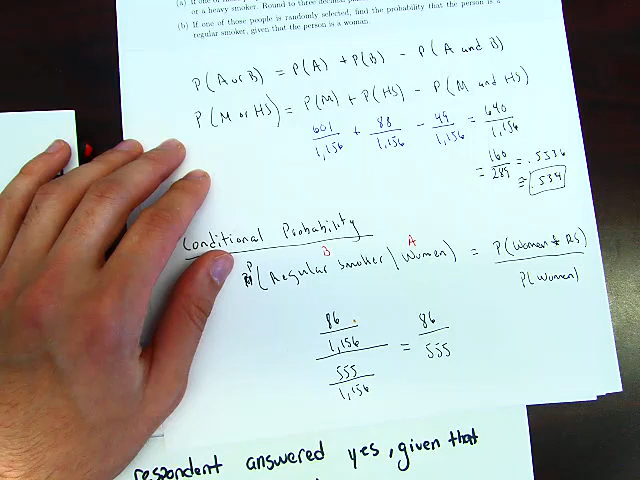 or a heavy smoker. Round to three decimal
(b) If one of those people is randomly selected, find the probability that the person is a
regular smoker, given that the person is a woman.
P(A or B) = P(A) + P(B) - P(A and B)
P(M or HS) = P(M) + P(HS) - P(M and HS)
601/1,156 + 88/1,156 - 49/1,156 = 640/1,156
= 160/289 = .5536
≅ .554
Conditional Probability
B A
P(Regular smoker | Women) = P(Women & RS)/P(Women)
(86/1,156)/(555/1,156) = 86/555
respondent answered yes, given that